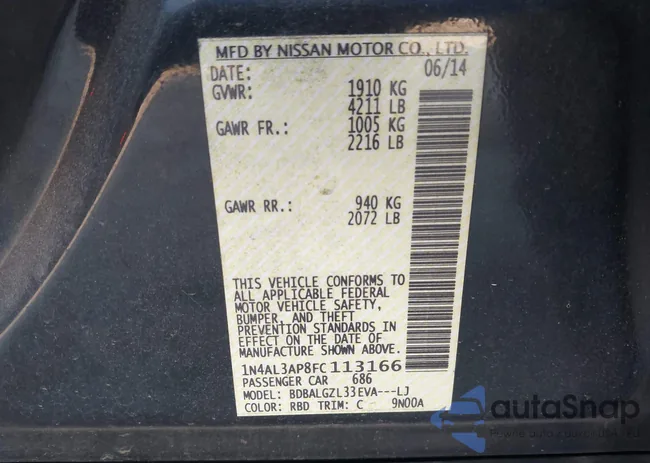 MFD BY NISSAN MOTOR CO., LTD.
DATE: 06/14
GVWR: 1910 KG
4211 LB
GAWR FR.: 1005 KG
2216 LB
GAWR RR.: 940 KG
2072 LB
THIS VEHICLE CONFORMS TO
ALL APPLICABLE FEDERAL
MOTOR VEHICLE SAFETY,
BUMPER, AND THEFT
PREVENTION STANDARDS IN
EFFECT ON THE DATE OF
MANUFACTURE SHOWN ABOVE.
1N4AL3AP8FC113166
PASSENGER CAR 686
MODEL: BDBALGZL33EVA---LJ
COLOR: RBD TRIM: C 9N00A
autoSnap